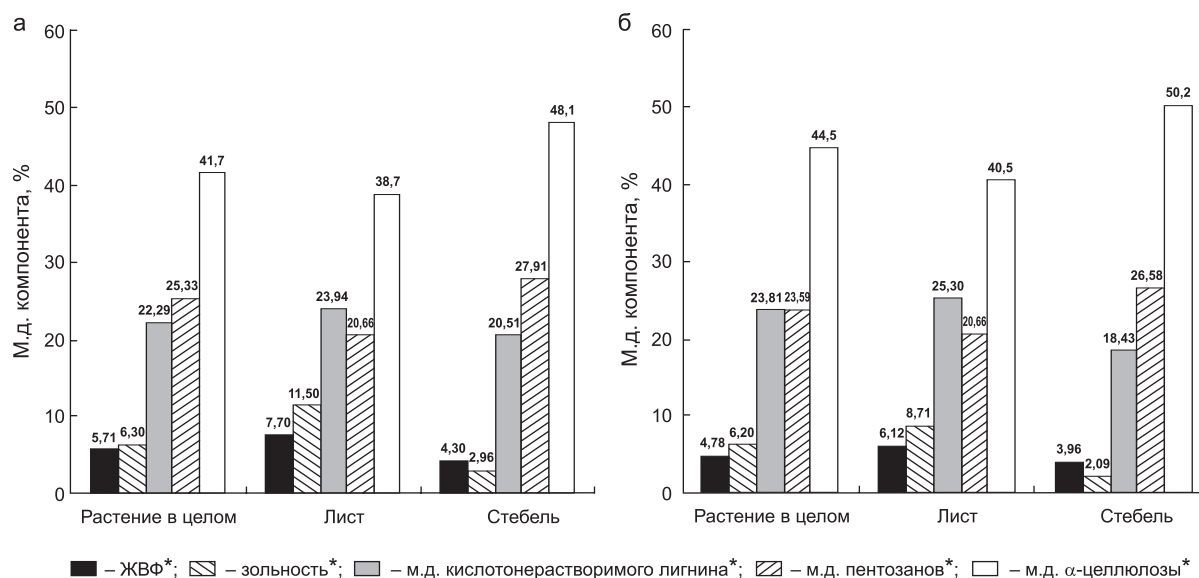 а
М.д. компонента, %
60
50
40
30
20
10
0
5,71 6,30 22,29 25,33 41,7
7,70 11,50 23,94 20,66 38,7
4,30 2,96 20,51 27,91 48,1
Растение в целом Лист Стебель
б
М.д. компонента, %
60
50
40
30
20
10
0
4,78 6,20 23,81 23,59 44,5
6,12 8,71 25,30 20,66 40,5
3,96 2,09 18,43 26,58 50,2
Растение в целом Лист Стебель
– ЖВФ*; – зольность*; – м.д. кислотонерастворимого лигнина*; – м.д. пентозанов*; – м.д. α-целлюлозы*